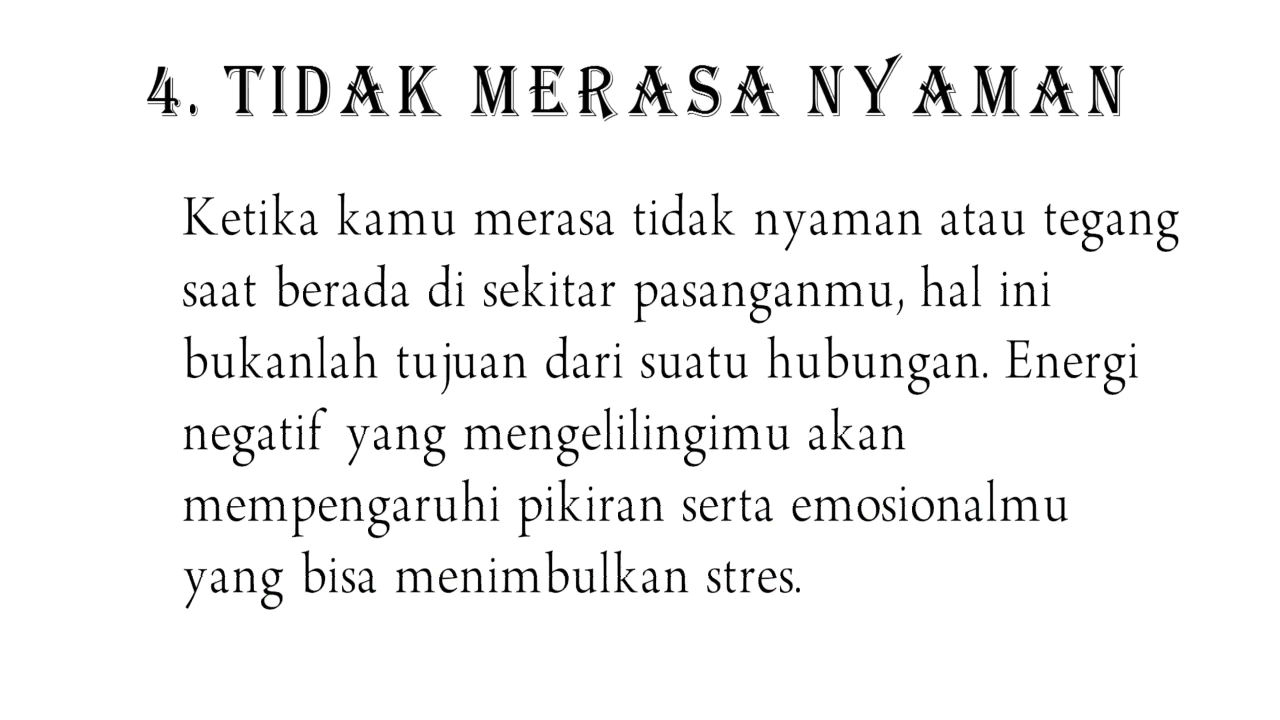 4. TIDAK MERASA NYAMAN
Ketika kamu merasa tidak nyaman atau tegang
saat berada di sekitar pasanganmu, hal ini
bukanlah tujuan dari suatu hubungan. Energi
negatif yang mengelilingimu akan
mempengaruhi pikiran serta emosionalmu
yang bisa menimbulkan stres.